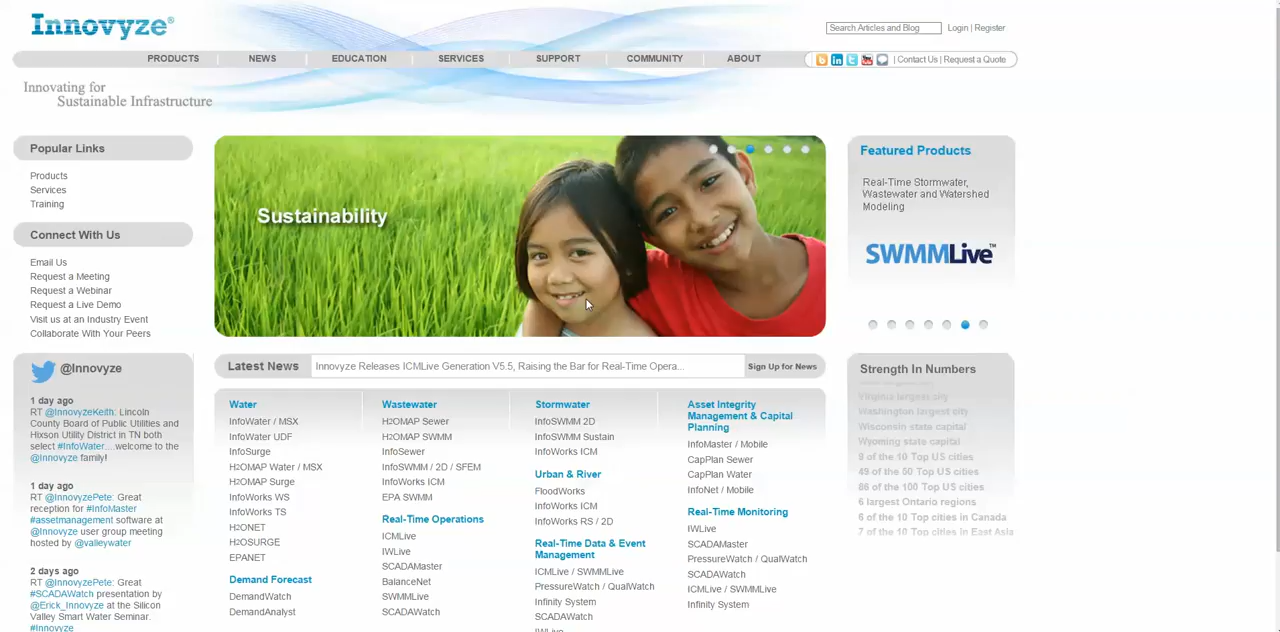 Innovyze®
Search Articles and Blog
Login | Register
PRODUCTS
NEWS
EDUCATION
SERVICES
SUPPORT
COMMUNITY
ABOUT
| Contact Us | Request a Quote
Innovating for
Sustainable Infrastructure
Popular Links
Products
Services
Training
Connect With Us
Email Us
Request a Meeting
Request a Webinar
Request a Live Demo
Visit us at an Industry Event
Collaborate With Your Peers
@Innovyze
1 day ago
RT @InnovyzeKeith: Lincoln
County Board of Public Utilities and
Hixson Utility District in TN both
select #InfoWater....welcome to the
@Innovyze family!
1 day ago
RT @InnovyzePete: Great
reception for #InfoMaster
#assetmanagement software at
@Innovyze user group meeting
hosted by @valleywater
2 days ago
RT @InnovyzePete: Great
#SCADAWatch presentation by
@Erick_Innovyze at the Silicon
Valley Smart Water Seminar.
#Innovyze
Sustainability
Latest News
Innovyze Releases ICMLive Generation V5.5, Raising the Bar for Real-Time Opera...
Sign Up for News
Water
InfoWater / MSX
InfoWater UDF
InfoSurge
H2OMAP Water / MSX
H2OMAP Surge
InfoWorks WS
InfoWorks TS
H2ONET
H2OSURGE
EPANET
Demand Forecast
DemandWatch
DemandAnalyst
Wastewater
H2OMAP Sewer
H2OMAP SWMM
InfoSewer
InfoSWMM / 2D / SFEM
InfoWorks ICM
EPA SWMM
Real-Time Operations
ICMLive
IWLive
SCADAMaster
BalanceNet
SWMMLive
SCADAWatch
Stormwater
InfoSWMM 2D
InfoSWMM Sustain
InfoWorks ICM
Urban & River
FloodWorks
InfoWorks ICM
InfoWorks RS / 2D
Real-Time Data & Event
Management
ICMLive / SWMMLive
PressureWatch / QualWatch
Infinity System
SCADAWatch
IWLive
Asset Integrity
Management & Capital
Planning
InfoMaster / Mobile
CapPlan Sewer
CapPlan Water
InfoNet / Mobile
Real-Time Monitoring
IWLive
SCADAMaster
PressureWatch / QualWatch
SCADAWatch
ICMLive / SWMMLive
Infinity System
Featured Products
Real-Time Stormwater,
Wastewater and Watershed
Modeling
SWMMLive™
Strength In Numbers
Virginia largest city
Washington largest city
Wisconsin state capital
Wyoming state capital
9 of the 10 Top US cities
49 of the 50 Top US cities
86 of the 100 Top US cities
6 largest Ontario regions
6 of the 10 Top cities in Canada
7 of the 10 Top cities in East Asia